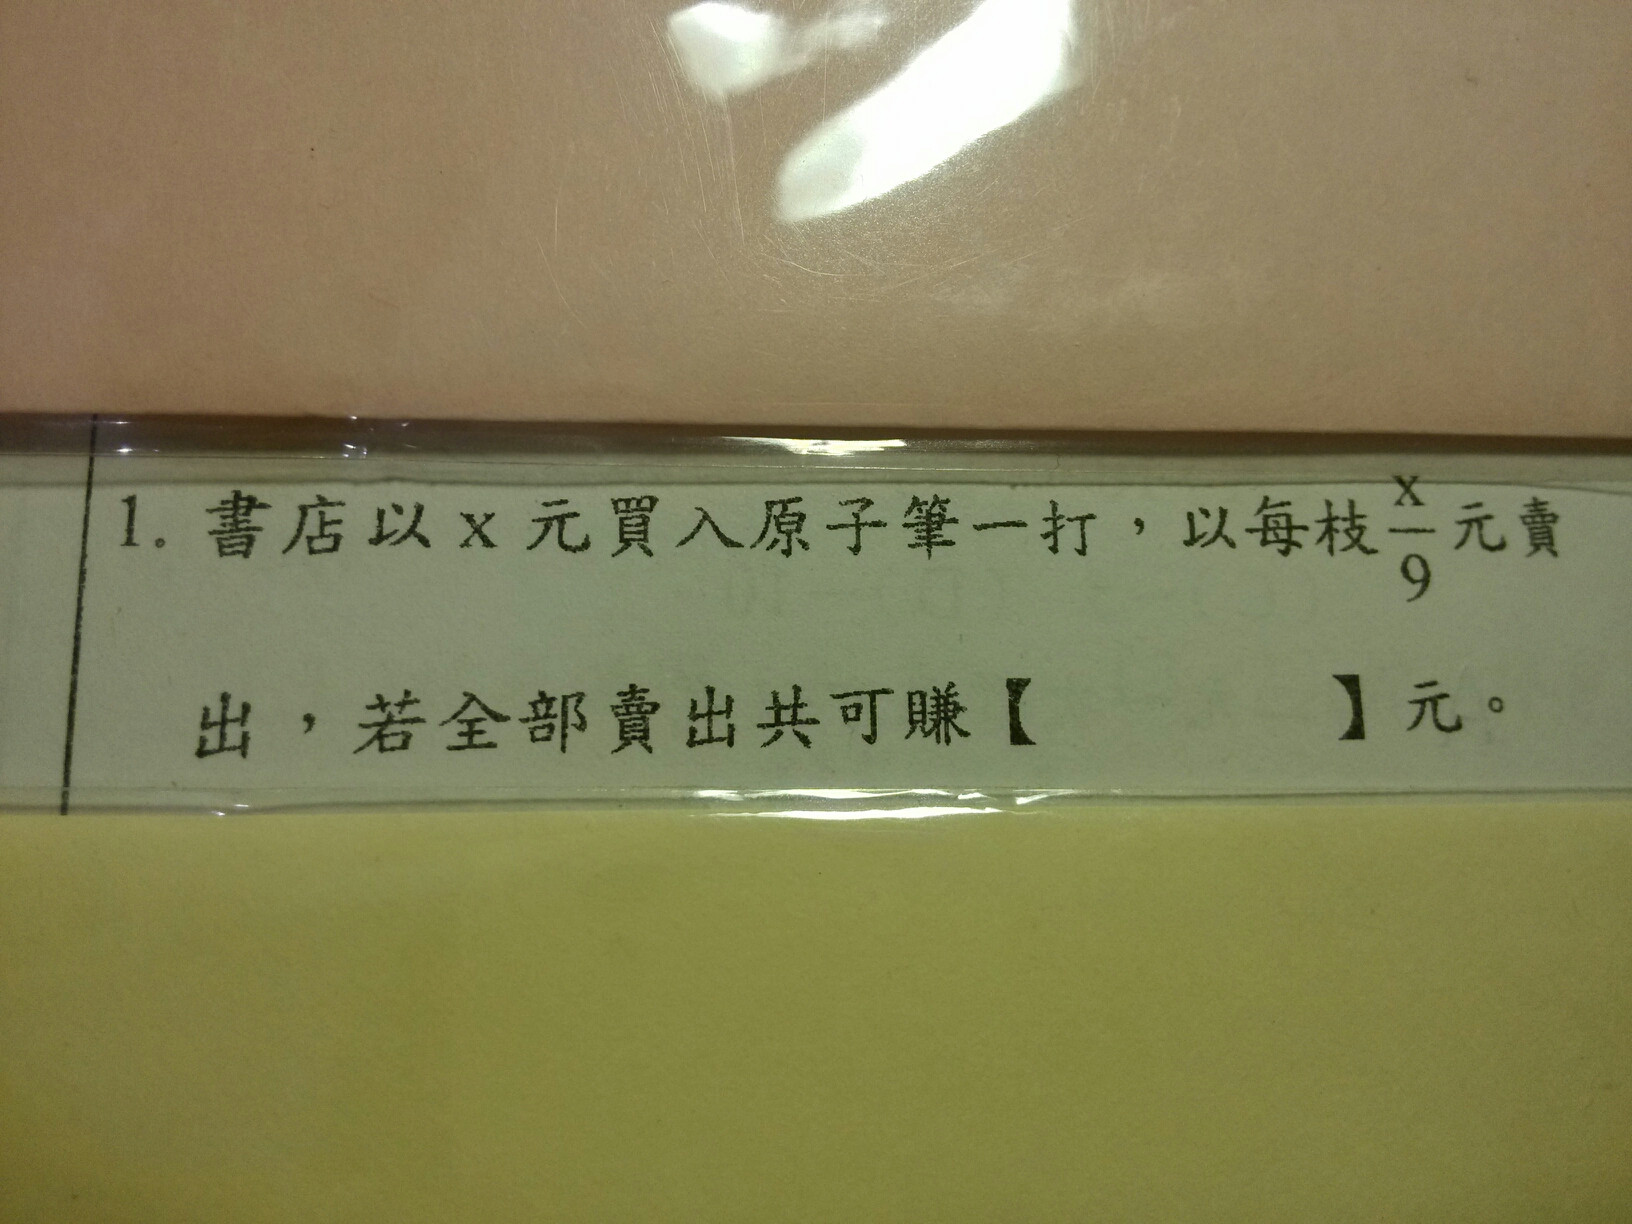 1. 書店以 x 元買入原子筆一打，以每枝 x/9 元賣
出，若全部賣出共可賺【 】元。